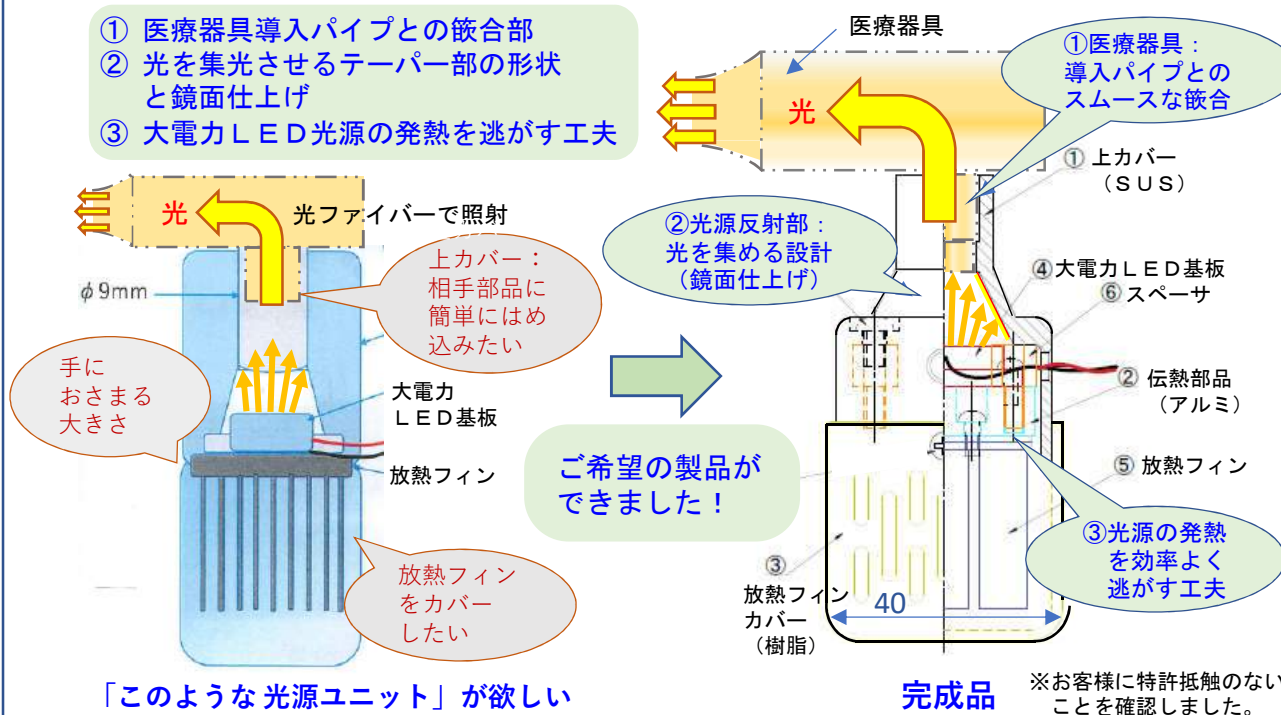 ① 医療器具導入パイプとの篏合部
② 光を集光させるテーパー部の形状
と鏡面仕上げ
③ 大電力ＬＥＤ光源の発熱を逃がす工夫
光
光ファイバーで照射
φ9mm
上カバー：
相手部品に
簡単にはめ
込みたい
手に
おさまる
大きさ
大電力
ＬＥＤ基板
放熱フィン
放熱フィン
をカバー
したい
「このような光源ユニット」が欲しい
ご希望の製品が
できました！
医療器具
光
①医療器具：
導入パイプとの
スムースな篏合
① 上カバー
（ＳＵＳ）
②光源反射部：
光を集める設計
（鏡面仕上げ）
④大電力ＬＥＤ基板
⑥ スペーサ
② 伝熱部品
（アルミ）
⑤ 放熱フィン
③光源の発熱
を効率よく
逃がす工夫
③
放熱フィン
カバー
（樹脂）
40
完成品
※お客様に特許抵触のない
ことを確認しました。